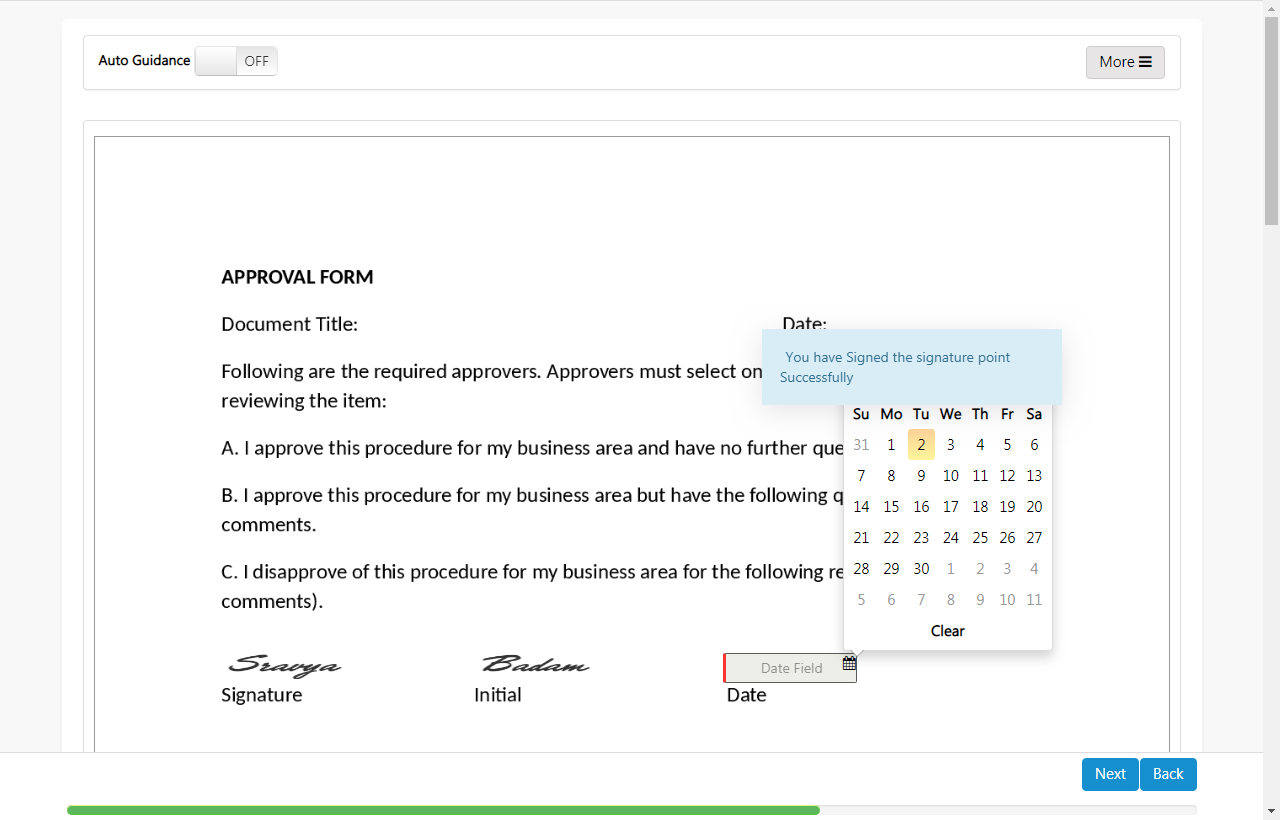 Auto Guidance OFF More
APPROVAL FORM
Document Title: Date:
Following are the required approvers. Approvers must select on
reviewing the item:
You have Signed the signature point
Successfully
A. I approve this procedure for my business area and have no further que
B. I approve this procedure for my business area but have the following q
comments.
C. I disapprove of this procedure for my business area for the following re
comments).
Su Mo Tu We Th Fr Sa
31 1 2 3 4 5 6
7 8 9 10 11 12 13
14 15 16 17 18 19 20
21 22 23 24 25 26 27
28 29 30 1 2 3 4
5 6 7 8 9 10 11
Clear
Sravya Badam Date Field
Signature Initial Date
Next Back